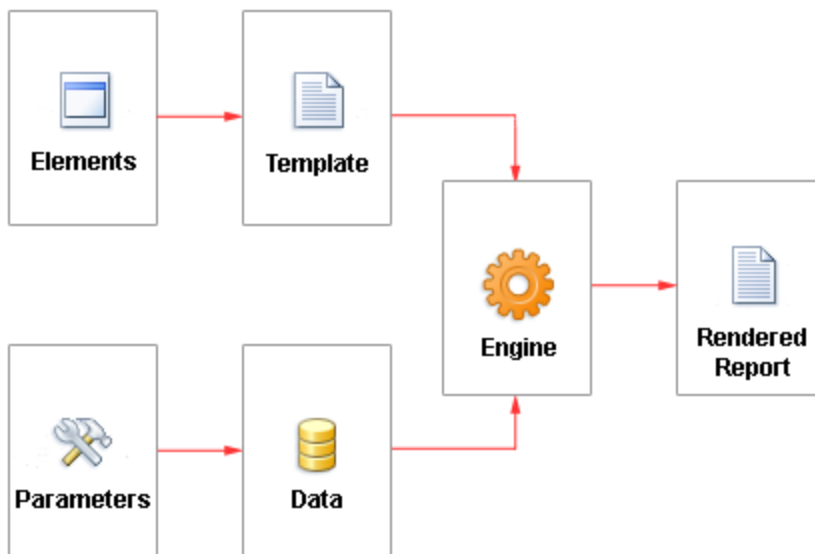 Elements
Template
Engine
Rendered
Report
Parameters
Data